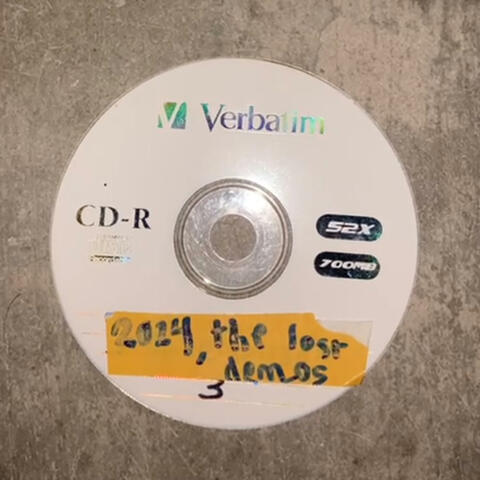 Verbatim
CD-R
52X
700MB
2024, the lost
demos
3